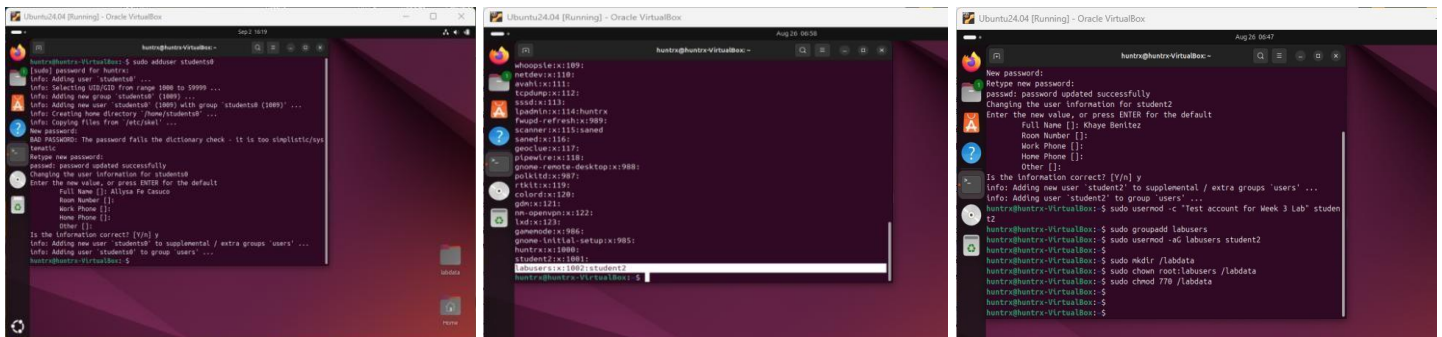 Ubuntu24.04 [Running] - Oracle VirtualBox
Sep 2 16:19
huntrx@huntrx-VirtualBox: ~
huntrx@huntrx-VirtualBox:~$ sudo adduser students0
[sudo] password for huntrx:
info: Adding user `students0' ...
info: Selecting UID/GID from range 1000 to 59999 ...
info: Adding new group `students0' (1009) ...
info: Adding new user `students0' (1009) with group `students0 (1009)' ...
info: Creating home directory `/home/students0' ...
info: Copying files from `/etc/skel' ...
New password:
BAD PASSWORD: The password fails the dictionary check - it is too simplistic/sys
tematic
Retype new password:
passwd: password updated successfully
Changing the user information for students0
Enter the new value, or press ENTER for the default
Full Name []: Allysa Fe Casuco
Room Number []:
Work Phone []:
Home Phone []:
Other []:
Is the information correct? [Y/n] y
info: Adding new user `students0' to supplemental / extra groups `users' ...
info: Adding user `students0' to group `users' ...
huntrx@huntrx-VirtualBox:~$
labdata
Home
Ubuntu24.04 [Running] - Oracle VirtualBox
Aug 26 06:58
huntrx@huntrx-VirtualBox: ~
whoopsie:x:109:
netdev:x:110:
avahi:x:111:
tcpdump:x:112:
sssd:x:113:
lpadmin:x:114:huntrx
fwupd-refresh:x:989:
scanner:x:115:saned
saned:x:116:
geoclue:x:117:
pipewire:x:118:
gnome-remote-desktop:x:988:
polkitd:x:987:
rtkit:x:119:
colord:x:120:
gdm:x:121:
nm-openvpn:x:122:
lxd:x:123:
gamemode:x:986:
gnome-initial-setup:x:985:
huntrx:x:1000:
student2:x:1001:
labusers:x:1002:student2
huntrx@huntrx-VirtualBox:~$
Ubuntu24.04 [Running] - Oracle VirtualBox
Aug 26 06:47
huntrx@huntrx-VirtualBox: ~
New password:
Retype new password:
passwd: password updated successfully
Changing the user information for student2
Enter the new value, or press ENTER for the default
Full Name []: Khaye Benitez
Room Number []:
Work Phone []:
Home Phone []:
Other []:
Is the information correct? [Y/n] y
info: Adding new user `student2' to supplemental / extra groups `users' ...
info: Adding user `student2' to group `users' ...
huntrx@huntrx-VirtualBox:~$ sudo usermod -c "Test account for Week 3 Lab" studen
t2
huntrx@huntrx-VirtualBox:~$ sudo groupadd labusers
huntrx@huntrx-VirtualBox:~$ sudo usermod -aG labusers student2
huntrx@huntrx-VirtualBox:~$
huntrx@huntrx-VirtualBox:~$ sudo mkdir /labdata
huntrx@huntrx-VirtualBox:~$ sudo chown root:labusers /labdata
huntrx@huntrx-VirtualBox:~$ sudo chmod 770 /labdata
huntrx@huntrx-VirtualBox:~$
huntrx@huntrx-VirtualBox:~$
huntrx@huntrx-VirtualBox:~$